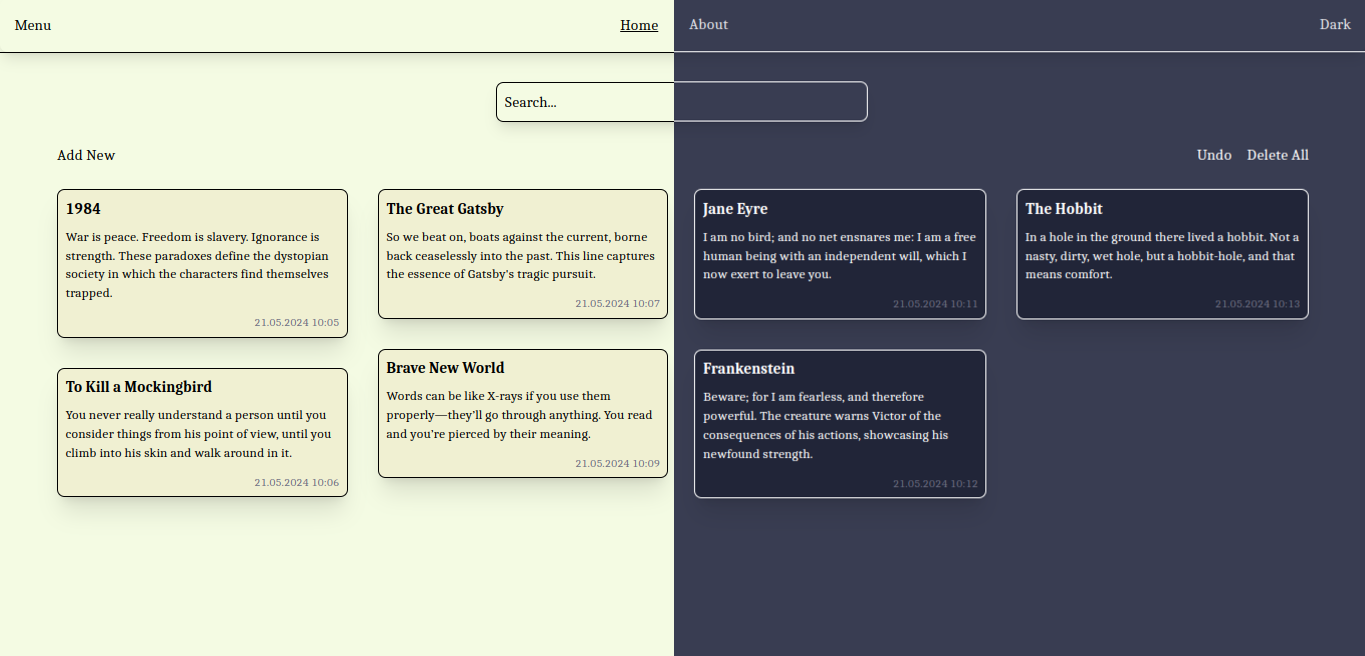 Menu
Home
About
Dark
Search...
Add New
Undo
Delete All
1984
War is peace. Freedom is slavery. Ignorance is
strength. These paradoxes define the dystopian
society in which the characters find themselves
trapped.
21.05.2024 10:05
To Kill a Mockingbird
You never really understand a person until you
consider things from his point of view, until you
climb into his skin and walk around in it.
21.05.2024 10:06
The Great Gatsby
So we beat on, boats against the current, borne
back ceaselessly into the past. This line captures
the essence of Gatsby's tragic pursuit.
21.05.2024 10:07
Brave New World
Words can be like X-rays if you use them
properly—they'll go through anything. You read
and you're pierced by their meaning.
21.05.2024 10:09
Jane Eyre
I am no bird; and no net ensnares me: I am a free
human being with an independent will, which I
now exert to leave you.
21.05.2024 10:11
Frankenstein
Beware; for I am fearless, and therefore
powerful. The creature warns Victor of the
consequences of his actions, showcasing his
newfound strength.
21.05.2024 10:12
The Hobbit
In a hole in the ground there lived a hobbit. Not a
nasty, dirty, wet hole, but a hobbit-hole, and that
means comfort.
21.05.2024 10:13